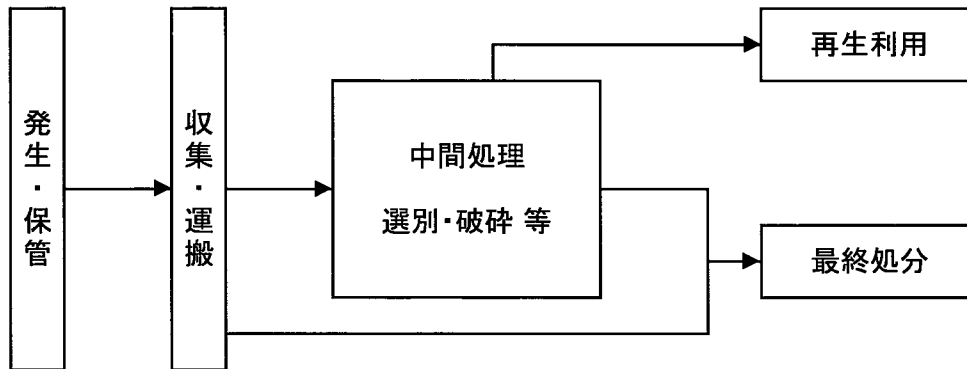 発生・保管
収集・運搬
中間処理
選別・破砕 等
再生利用
最終処分